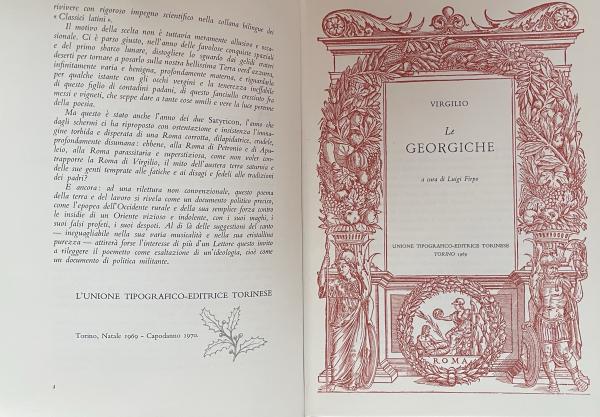 rivivere con rigoroso impegno scientifico nella collana bilingue dei
« Classici latini ».
Il motivo della scelta non è tuttavia meramente allusivo e occa-
sionale. Ci è parso giusto, nell'anno delle favolose conquiste spaziali
e del primo sbarco lunare, distogliere lo sguardo dai gelidi crateri
deserti per tornare a posarlo sulla nostra bellissima Terra verd'azzurra,
infinitamente varia e benigna, profondamente materna, e riguardarla
per qualche istante con gli occhi vergini e la tenerezza ineffabile
di questo figlio di contadini padani, di questo fanciullo cresciuto fra
messi e vigneti, che seppe dare a tante cose umili e vere la luce perenne
della poesia.
Ma questo è stato anche l'anno dei due Satyricon, l'anno che
dagli schermi ci ha riproposto con ostentazione e insistenza l'imma-
gine torbida e disperata di una Roma corrotta, dilapidatrice, crudele,
profondamente disumana: ebbene, alla Roma di Petronio e di Apu-
leio, alla Roma parassitaria e superstiziosa, come non voler con-
trapporre la Roma di Virgilio, il mito dell'austera terra saturnia e
delle sue genti temprate alle fatiche e ai disagi e fedeli alle tradizioni
dei padri?
E ancora: ad una rilettura non convenzionale, questo poema
della terra e del lavoro si rivela come un documento politico preciso,
come l'epopea dell'Occidente rurale e della sua semplice forza contro
le insidie di un Oriente vizioso e indolente, con i suoi maghi, i
suoi falsi profeti, i suoi despoti. Al di là delle suggestioni del canto
— ineguagliabile nella sua varia musicalità e nella sua cristallina
purezza — attirerà forse l'interesse di più d'un Lettore questo invito
a rileggere il poemetto come esaltazione di un'ideologia, cioè come
un documento di politica militante.
L'UNIONE TIPOGRAFICO-EDITRICE TORINESE
Torino, Natale 1969 - Capodanno 1970.
VIRGILIO
Le
GEORGICHE
a cura di Luigi Firpo
UNIONE TIPOGRAFICO-EDITRICE TORINESE
TORINO 1969
ROMA